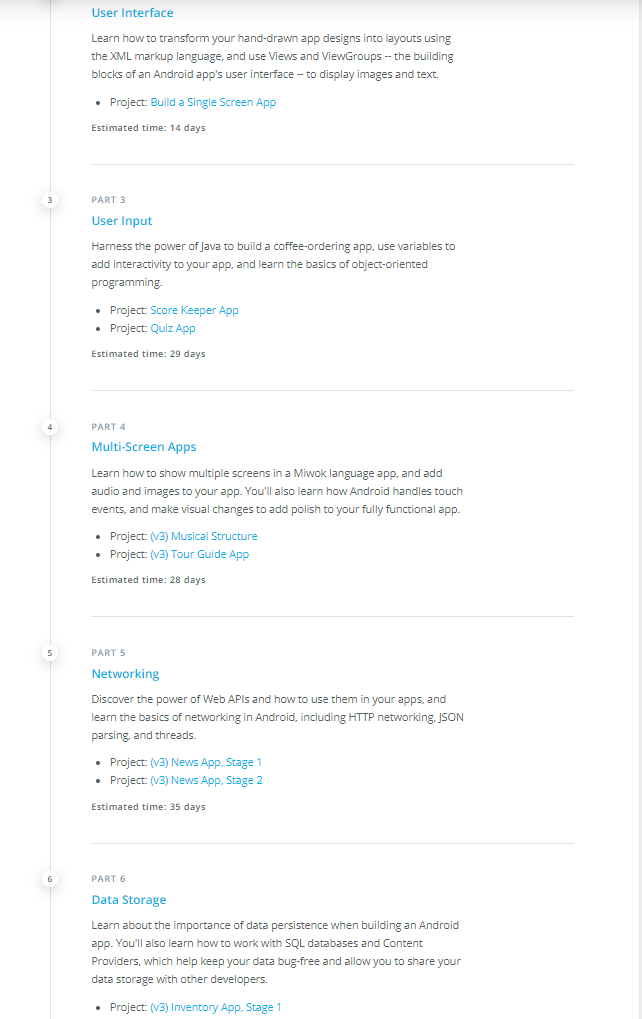 User Interface
Learn how to transform your hand-drawn app designs into layouts using
the XML markup language, and use Views and ViewGroups -- the building
blocks of an Android app's user interface -- to display images and text.
• Project: Build a Single Screen App
Estimated time: 14 days
3
PART 3
User Input
Harness the power of Java to build a coffee-ordering app, use variables to
add interactivity to your app, and learn the basics of object-oriented
programming.
• Project: Score Keeper App
• Project: Quiz App
Estimated time: 29 days
4
PART 4
Multi-Screen Apps
Learn how to show multiple screens in a Miwok language app, and add
audio and images to your app. You'll also learn how Android handles touch
events, and make visual changes to add polish to your fully functional app.
• Project: (v3) Musical Structure
• Project: (v3) Tour Guide App
Estimated time: 28 days
5
PART 5
Networking
Discover the power of Web APIs and how to use them in your apps, and
learn the basics of networking in Android, including HTTP networking, JSON
parsing, and threads.
• Project: (v3) News App, Stage 1
• Project: (v3) News App, Stage 2
Estimated time: 35 days
6
PART 6
Data Storage
Learn about the importance of data persistence when building an Android
app. You'll also learn how to work with SQL databases and Content
Providers, which help keep your data bug-free and allow you to share your
data storage with other developers.
• Project: (v3) Inventory App, Stage 1